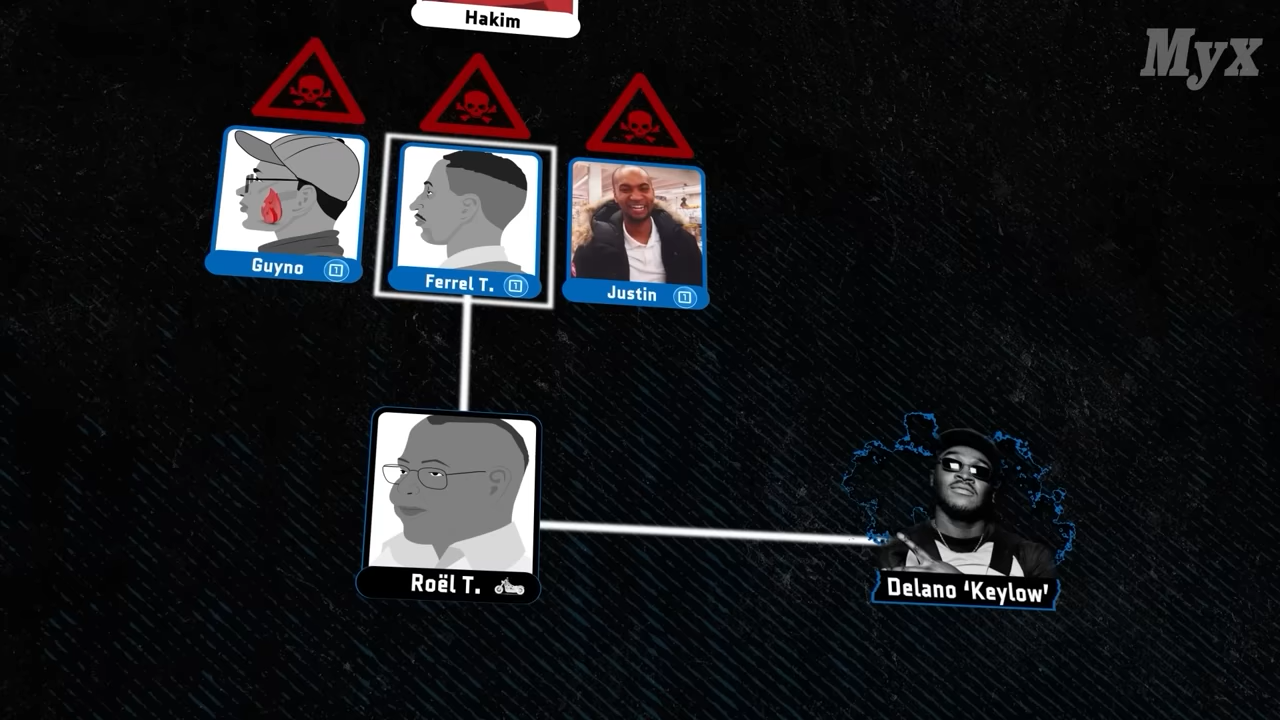 Hakim
Myx
Guyno
Ferrel T.
Justin
Roël T.
Delano ‘Keylow’